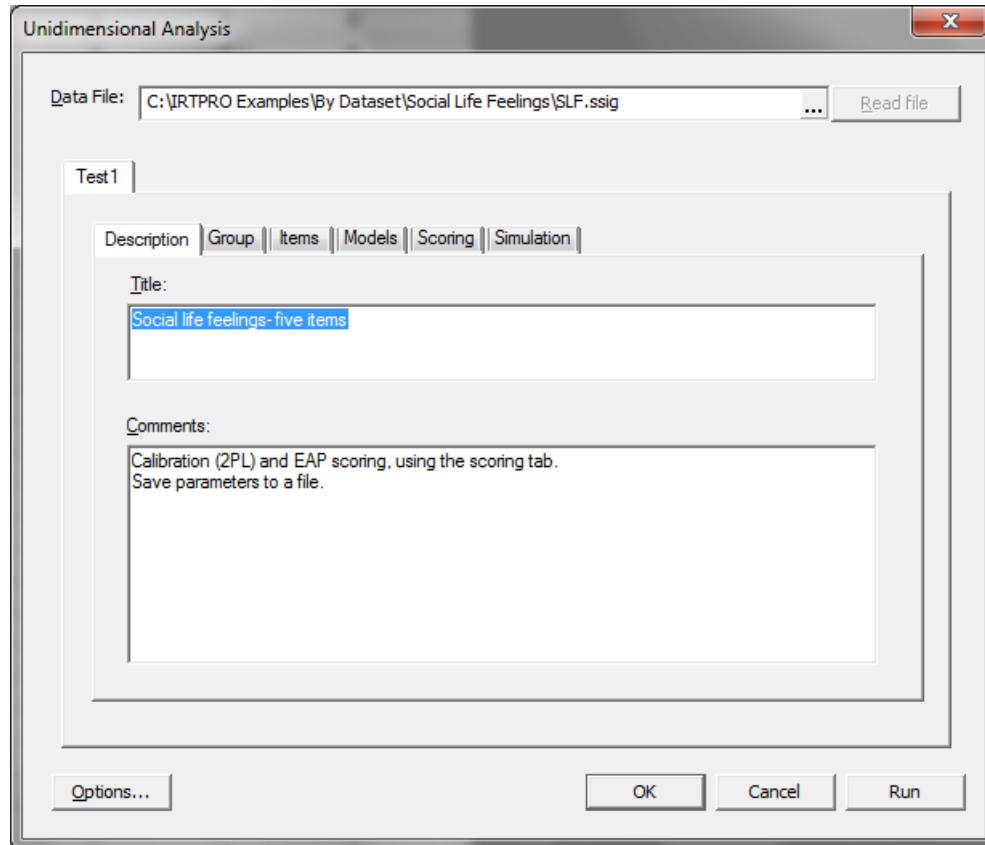 Unidimensional Analysis
x
Data File: C:\IRTPRO Examples\By Dataset\Social Life Feelings\SLF.ssig ... Read file
Test1
Description Group Items Models Scoring Simulation
Title:
Social life feelings- five items
Comments:
Calibration (2PL) and EAP scoring, using the scoring tab.
Save parameters to a file.
Options... OK Cancel Run